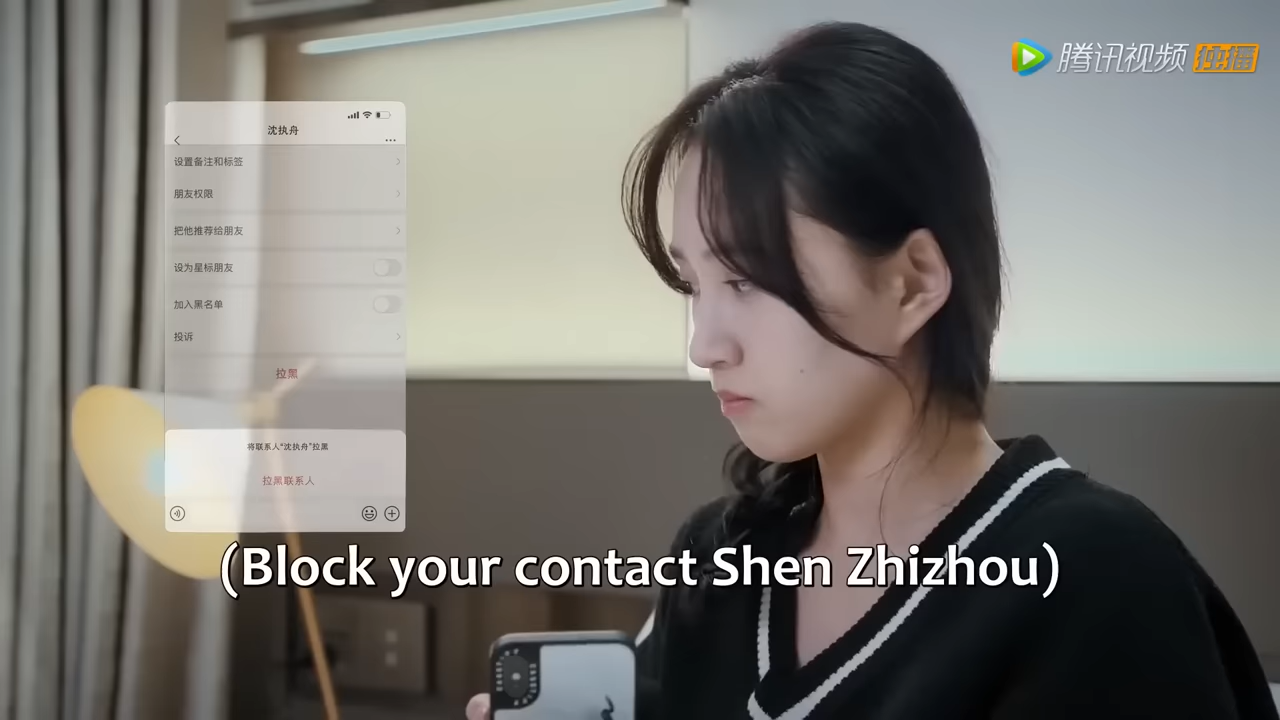 腾讯视频 独播
沈执舟
设置备注和标签
朋友权限
把他推荐给朋友
设为星标朋友
加入黑名单
投诉
拉黑
将联系人“沈执舟”拉黑
拉黑联系人
(Block your contact Shen Zhizhou)